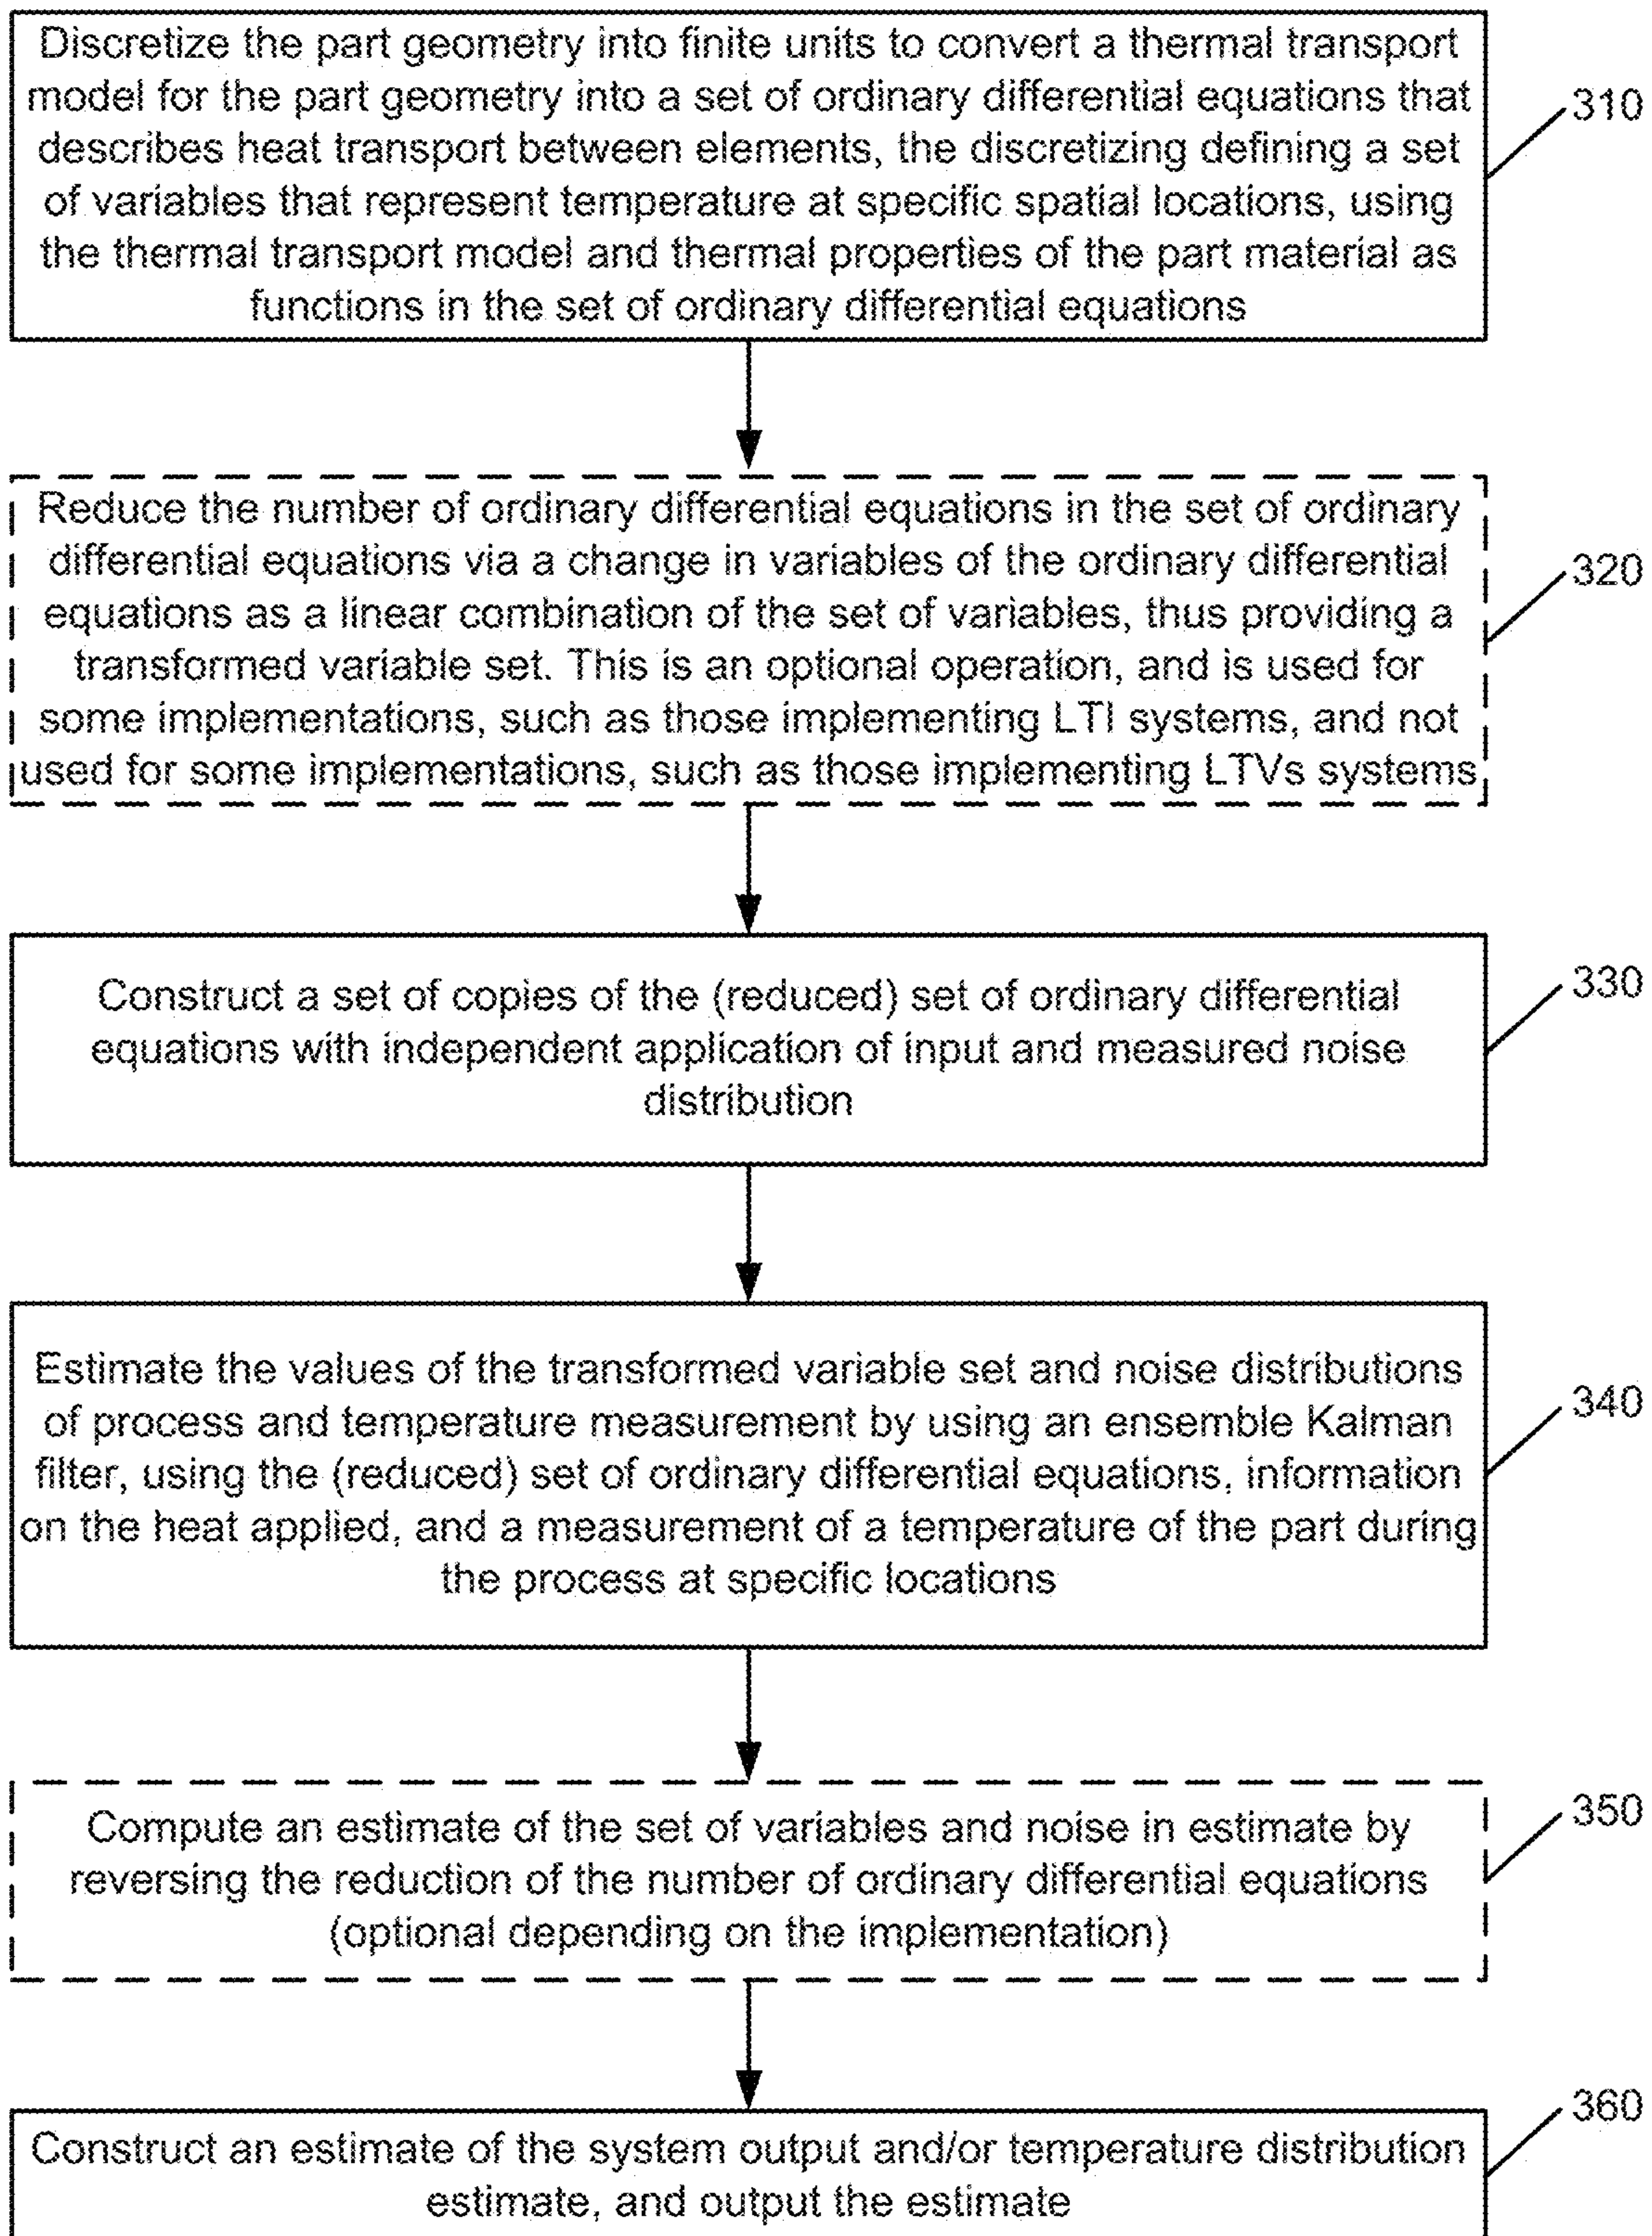 Discretize the part geometry into finite units to convert a thermal transport
model for the part geometry into a set of ordinary differential equations that
describes heat transport between elements, the discretizing defining a set
of variables that represent temperature at specific spatial locations, using
the thermal transport model and thermal properties of the part material as
functions in the set of ordinary differential equations
310
Reduce the number of ordinary differential equations in the set of ordinary
differential equations via a change in variables of the ordinary differential
equations as a linear combination of the set of variables, thus providing a
transformed variable set. This is an optional operation, and is used for
some implementations, such as those implementing LTI systems, and not
used for some implementations, such as those implementing LTVs systems
320
Construct a set of copies of the (reduced) set of ordinary differential
equations with independent application of input and measured noise
distribution
330
Estimate the values of the transformed variable set and noise distributions
of process and temperature measurement by using an ensemble Kalman
filter, using the (reduced) set of ordinary differential equations, information
on the heat applied, and a measurement of a temperature of the part during
the process at specific locations
340
Compute an estimate of the set of variables and noise in estimate by
reversing the reduction of the number of ordinary differential equations
(optional depending on the implementation)
350
Construct an estimate of the system output and/or temperature distribution
estimate, and output the estimate
360